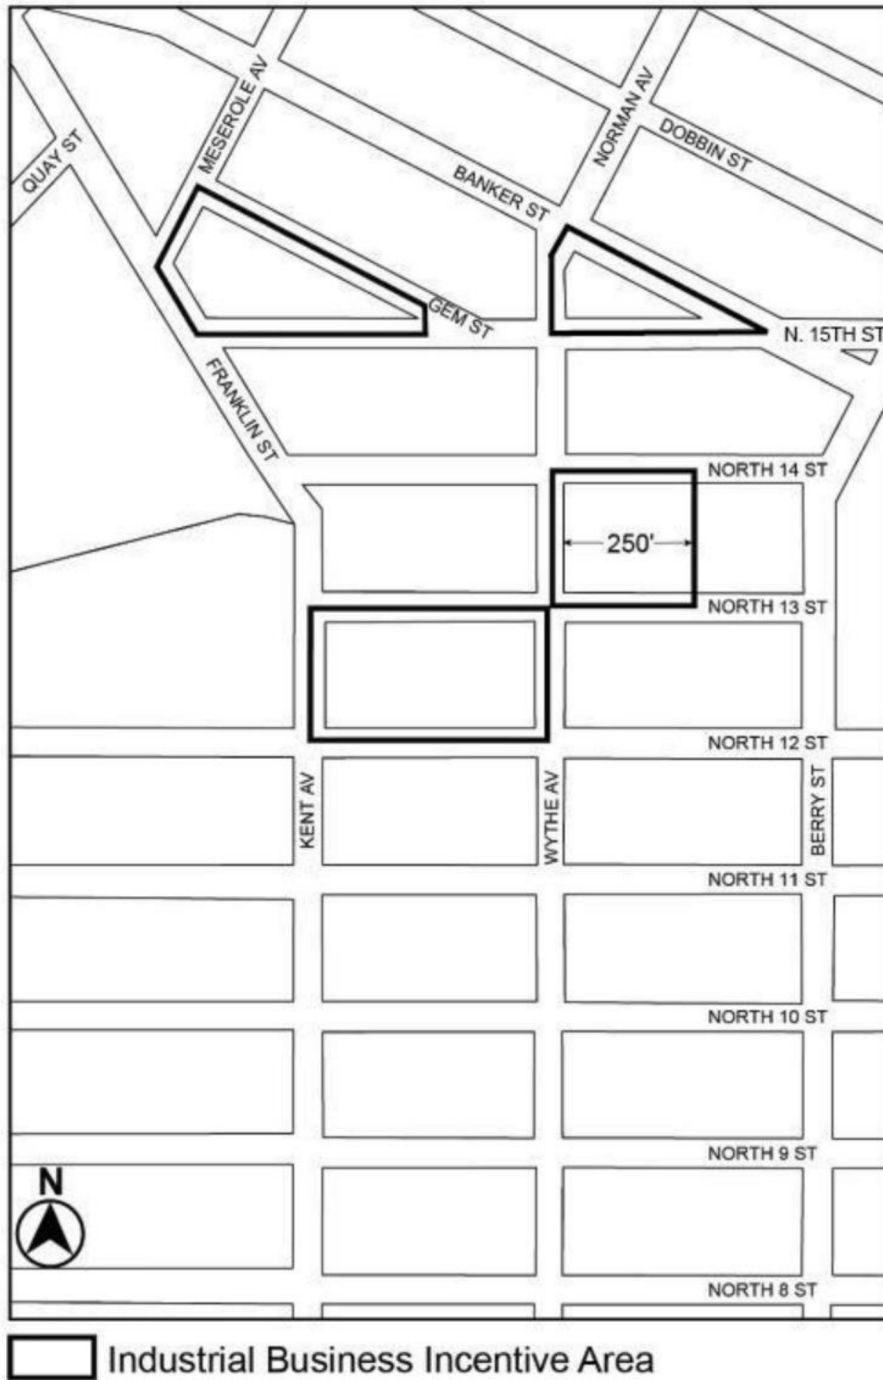 MESEROLE AV
NORMAN AV
QUAY ST
DOBBIN ST
BANKER ST
GEM ST
N. 15TH ST
FRANKLIN ST
NORTH 14 ST
250'
NORTH 13 ST
NORTH 12 ST
KENT AV
WYTHE AV
BERRY ST
NORTH 11 ST
NORTH 10 ST
NORTH 9 ST
N
NORTH 8 ST
Industrial Business Incentive Area